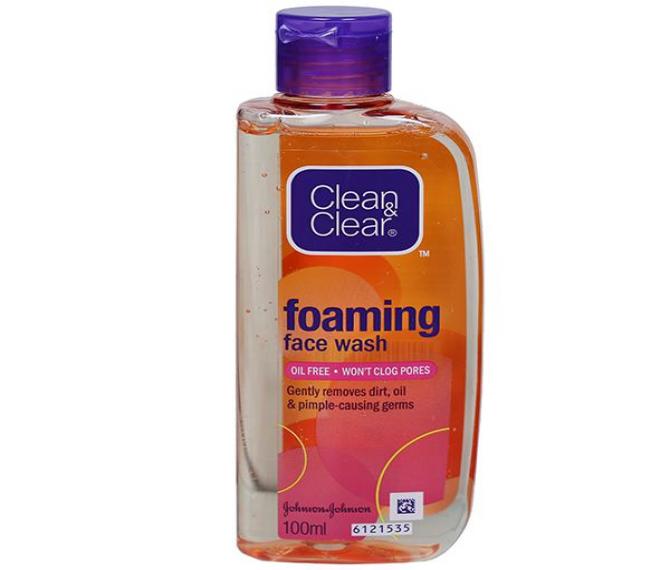 Clean
&
Clear®
™
foaming
face wash
OIL FREE • WON'T CLOG PORES
Gently removes dirt, oil
& pimple-causing germs
Johnson & Johnson
100ml
6121535